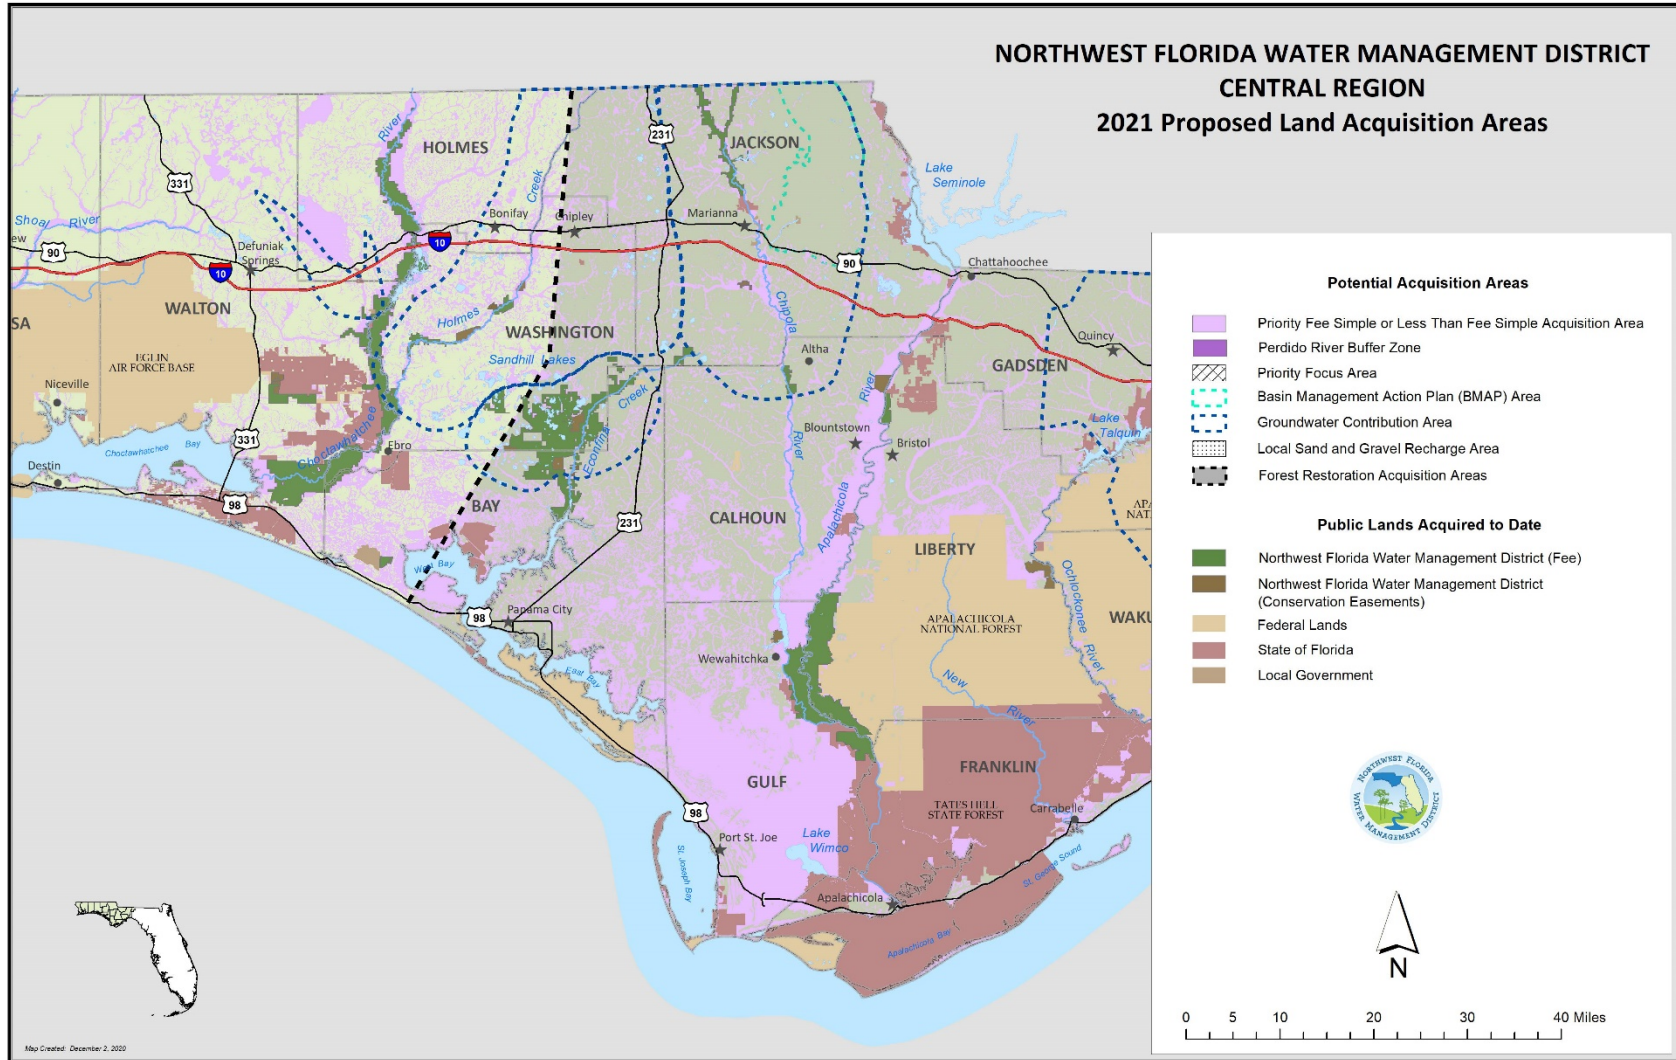 NORTHWEST FLORIDA WATER MANAGEMENT DISTRICT
CENTRAL REGION
2021 Proposed Land Acquisition Areas
HOLMES
JACKSON
River
Creek
231
331
Lake
Seminole
Shoal River
Bonifay
Chipley
Marianna
ew
90
Defuniak
Springs
10
10
90
Chattahoochee
WALTON
Holmes
WASHINGTON
Chipola
SA
EGLIN
AIR FORCE BASE
Sandhill Lakes
Altha
Quincy
GADSDEN
Niceville
Creek
River
Lake
Talquin
331
Choctawhatchee
Ebro
Econfina
Blountstown
Bristol
River
Choctawhatchee Bay
Destin
98
BAY
231
CALHOUN
Apalachicola
APA
NAT.
LIBERTY
West Bay
Ochlockonee
River
98
Panama City
APALACHICOLA
NATIONAL FOREST
WAKU
Wewahitchka
East Bay
New
River
GULF
FRANKLIN
98
TATES HELL
STATE FOREST
Carrabelle
Port St. Joe
Lake
Wimco
St. Joseph Bay
St. George Sound
Apalachicola
Apalachicola Bay
Potential Acquisition Areas
Priority Fee Simple or Less Than Fee Simple Acquisition Area
Perdido River Buffer Zone
Priority Focus Area
Basin Management Action Plan (BMAP) Area
Groundwater Contribution Area
Local Sand and Gravel Recharge Area
Forest Restoration Acquisition Areas
Public Lands Acquired to Date
Northwest Florida Water Management District (Fee)
Northwest Florida Water Management District
(Conservation Easements)
Federal Lands
State of Florida
Local Government
NORTHWEST FLORIDA
WATER MANAGEMENT DISTRICT
N
0 5 10 20 30 40 Miles
Map Created: December 2, 2020